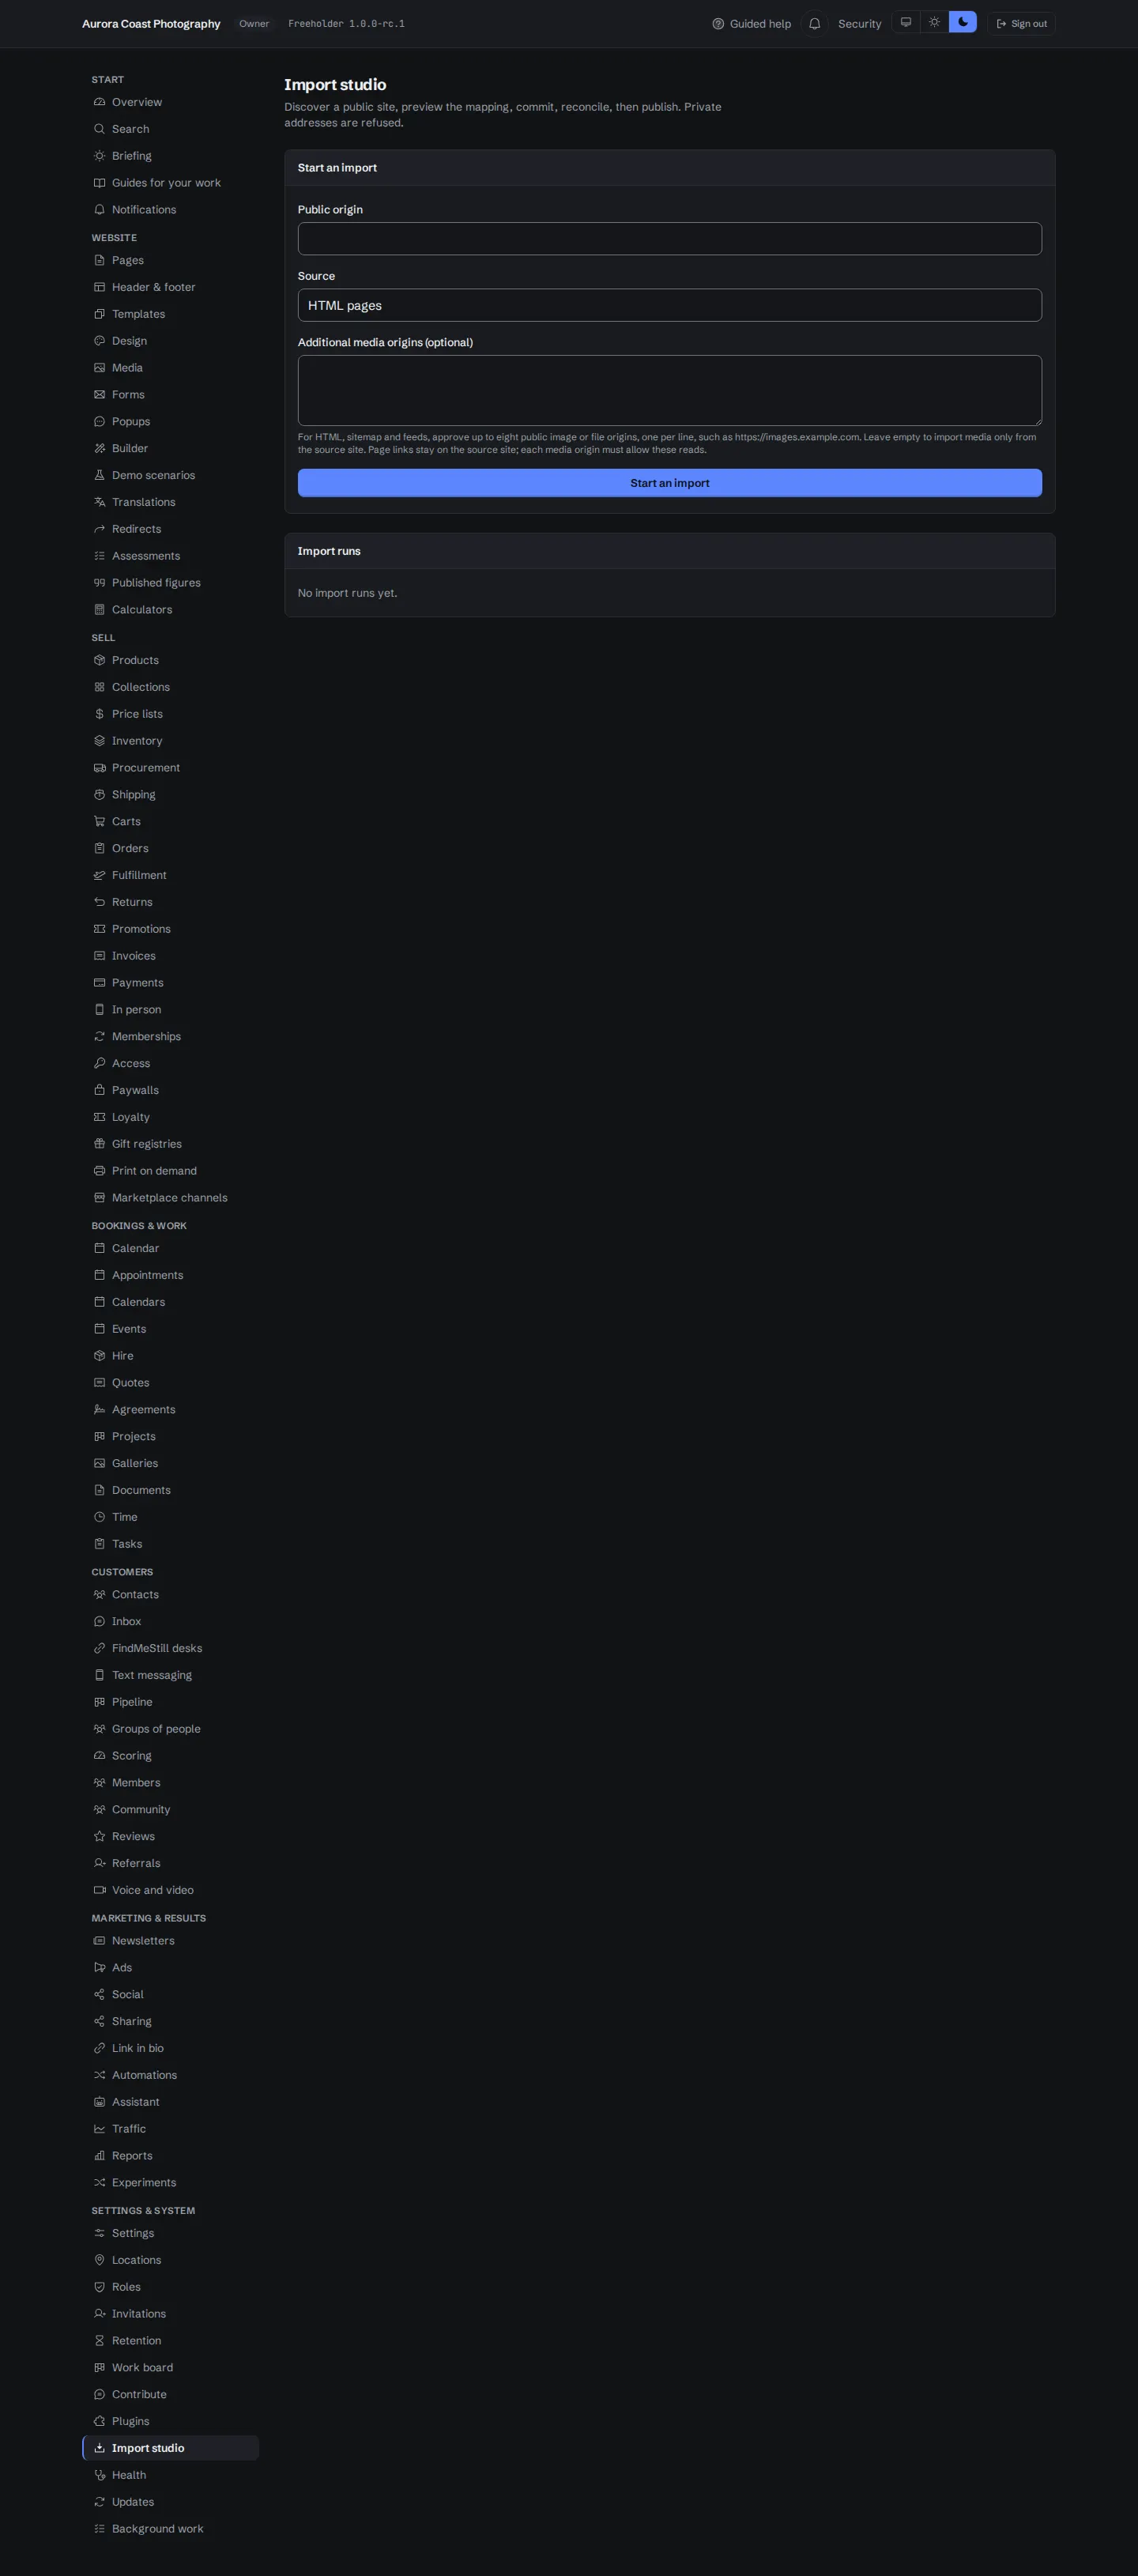 Aurora Coast Photography
Owner
Freeholder 1.0.0-rc.1
Guided help
Security
Sign out
START
Overview
Search
Briefing
Guides for your work
Notifications
WEBSITE
Pages
Header & footer
Templates
Design
Media
Forms
Popups
Builder
Demo scenarios
Translations
Redirects
Assessments
Published figures
Calculators
SELL
Products
Collections
Price lists
Inventory
Procurement
Shipping
Carts
Orders
Fulfillment
Returns
Promotions
Invoices
Payments
In person
Memberships
Access
Paywalls
Loyalty
Gift registries
Print on demand
Marketplace channels
BOOKINGS & WORK
Calendar
Appointments
Calendars
Events
Hire
Quotes
Agreements
Projects
Galleries
Documents
Time
Tasks
CUSTOMERS
Contacts
Inbox
FindMeStill desks
Text messaging
Pipeline
Groups of people
Scoring
Members
Community
Reviews
Referrals
Voice and video
MARKETING & RESULTS
Newsletters
Ads
Social
Sharing
Link in bio
Automations
Assistant
Traffic
Reports
Experiments
SETTINGS & SYSTEM
Settings
Locations
Roles
Invitations
Retention
Work board
Contribute
Plugins
Import studio
Health
Updates
Background work
Import studio
Discover a public site, preview the mapping, commit, reconcile, then publish. Private
addresses are refused.
Start an import
Public origin
Source
HTML pages
Additional media origins (optional)
For HTML, sitemap and feeds, approve up to eight public image or file origins, one per line, such as https://images.example.com. Leave empty to import media only from
the source site. Page links stay on the source site; each media origin must allow these reads.
Start an import
Import runs
No import runs yet.